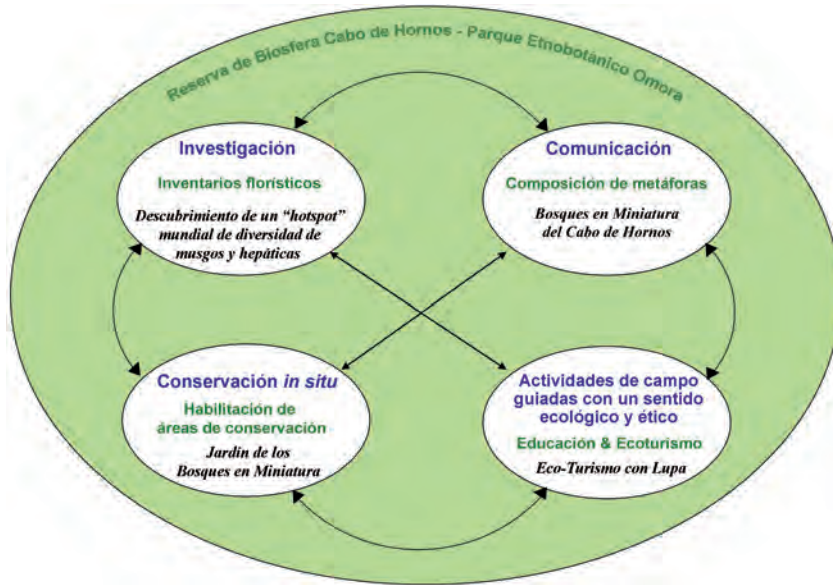 Reserva de Biosfera Cabo de Hornos - Parque Etnobotánico Omora
Investigación
Inventarios florísticos
Descubrimiento de un “hotspot”
mundial de diversidad de
musgos y hepáticas
Comunicación
Composición de metáforas
Bosques en Miniatura
del Cabo de Hornos
Conservación in situ
Habilitación de
áreas de conservación
Jardín de los
Bosques en Miniatura
Actividades de campo
guiadas con un sentido
ecológico y ético
Educación & Ecoturismo
Eco-Turismo con Lupa